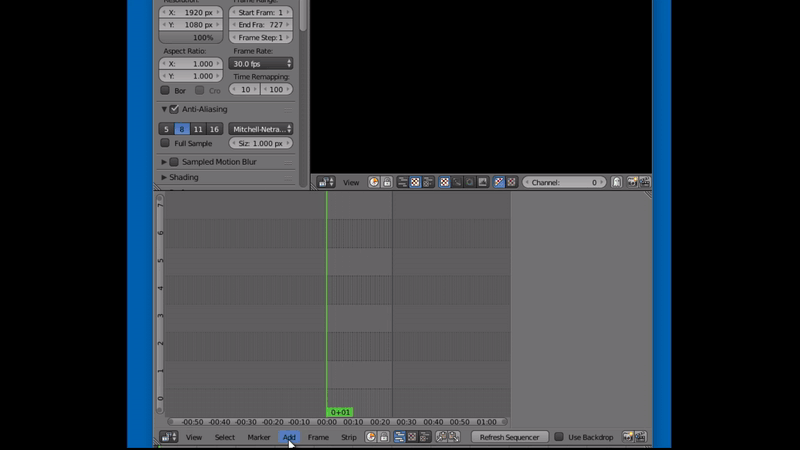 Resolution:
Frame Range:
X: 1920 px
Start Fram: 1
Y: 1080 px
End Fra: 727
100%
Frame Step: 1
Aspect Ratio:
Frame Rate:
X: 1.000
30.0 fps
Y: 1.000
Time Remapping:
Bor
Cro
10
100
Anti-Aliasing
5
8
11
16
Mitchell-Netra...
Full Sample
Siz: 1.000 px
Sampled Motion Blur
Shading
View
Channel: 0
7
6
5
4
3
2
1
0
0+01
-00:50 -00:40 -00:30 -00:20 -00:10 00:00 00:10 00:20 00:30 00:40 00:50 01:00
View Select Marker Add Frame Strip Refresh Sequencer Use Backdrop